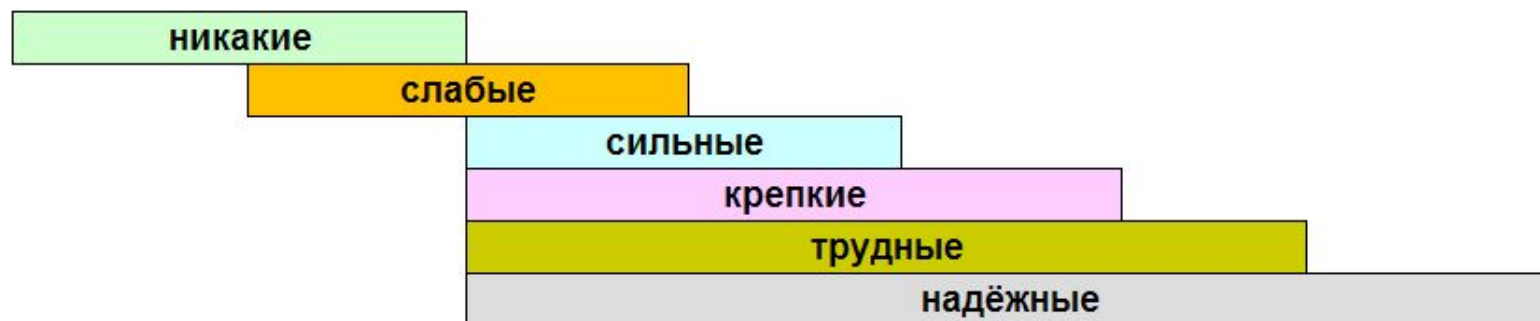 никакие
слабые
сильные
крепкие
трудные
надёжные